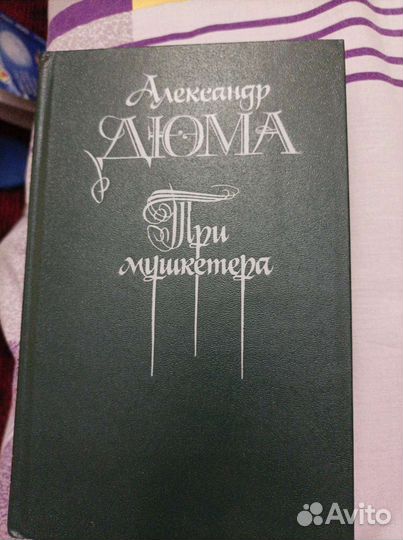 Александр
ДЮМА
Три
мушкетера
Avito